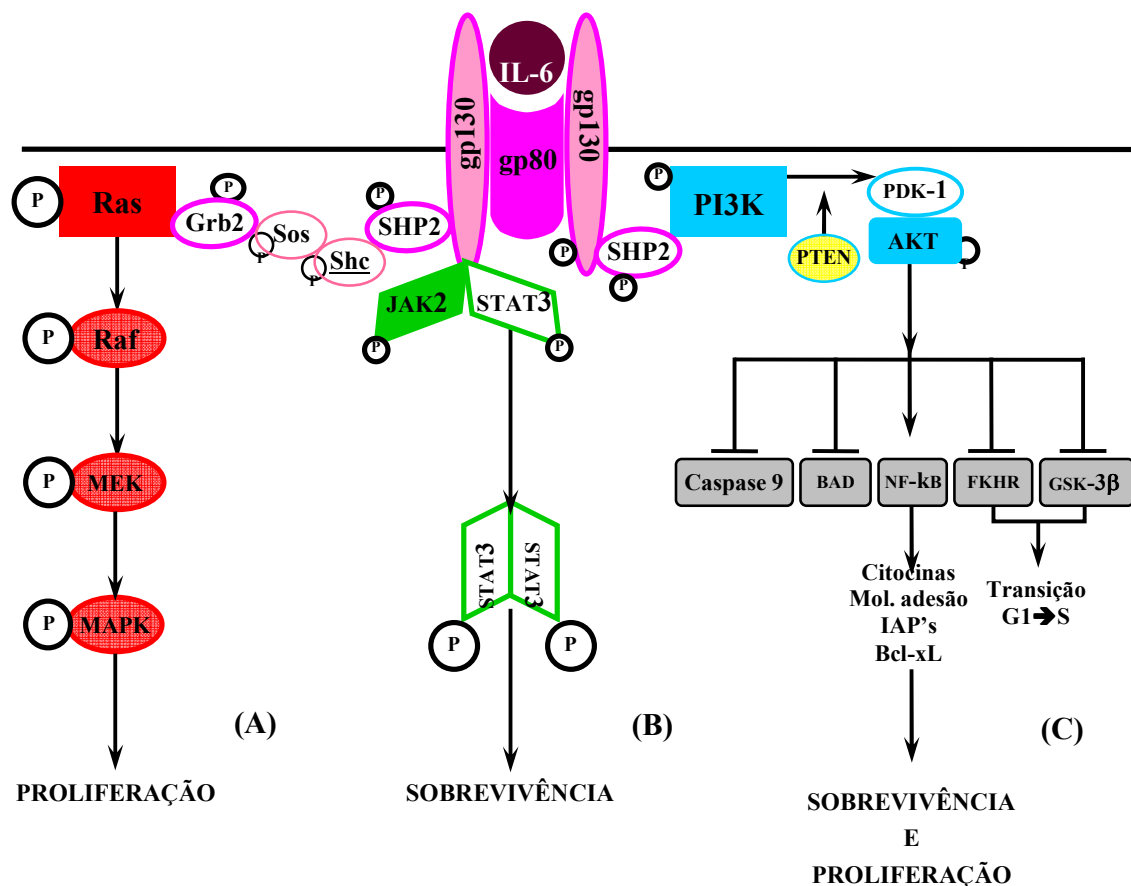 IL-6
gp130
gp80
gp130
P
Ras
P
Grb2
P
Sos
P
Shc
P
SHP2
P
SHP2
P
P
PI3K
PTEN
PDK-1
AKT
P
JAK2
P
STAT3
P
P
Raf
P
MEK
P
MAPK
PROLIFERAÇÃO
(A)
STAT3
STAT3
P
P
SOBREVIVÊNCIA
(B)
Caspase 9
BAD
NF-kB
FKHR
GSK-3β
Citocinas
Mol. adesão
IAP's
Bcl-xL
Transição
G1➔S
(C)
SOBREVIVÊNCIA
E
PROLIFERAÇÃO